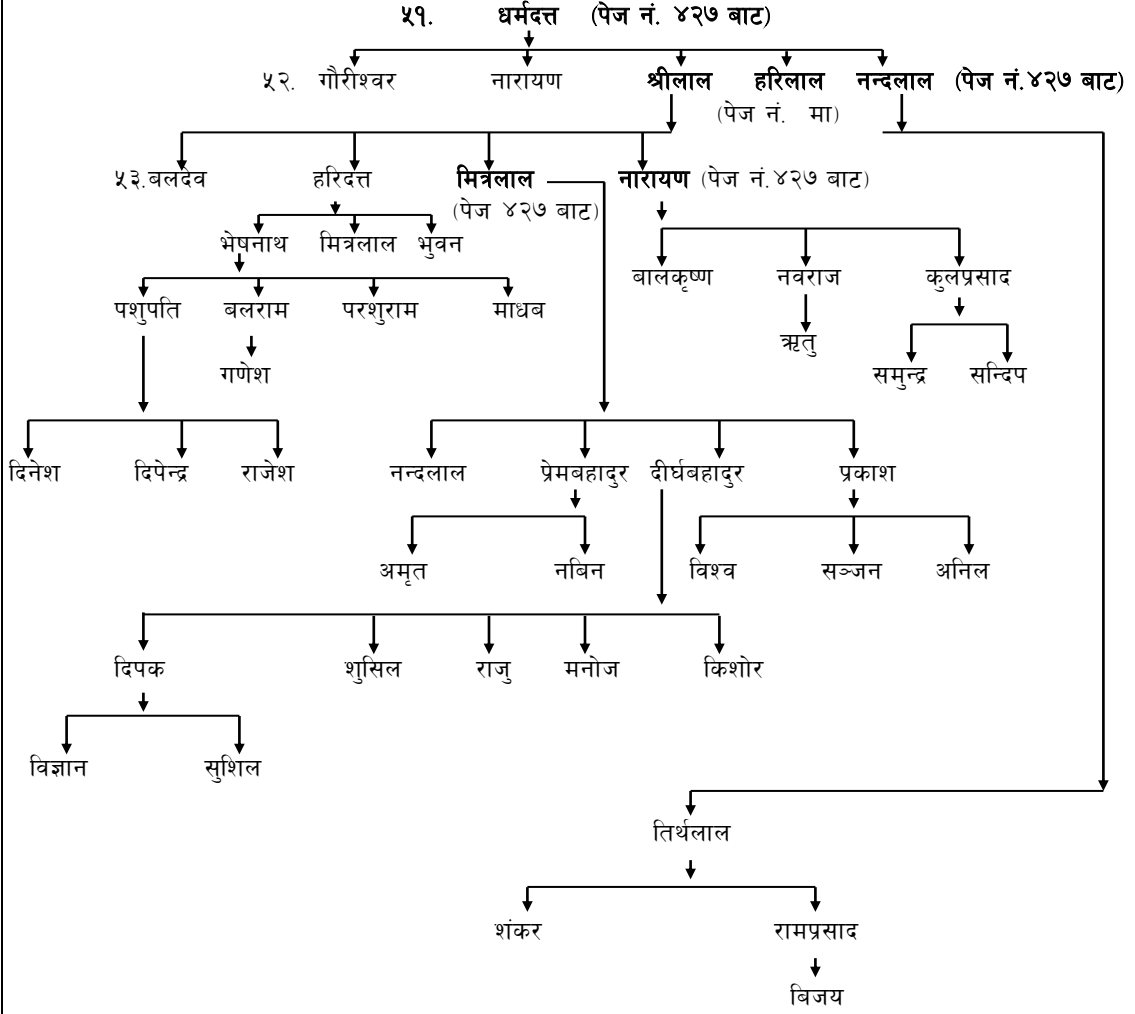 ५१. धर्मदत्त (पेज नं. ४२७ बाट)
५२. गौरीश्वर नारायण श्रीलाल हरिलाल नन्दलाल (पेज नं.४२७ बाट)
(पेज नं. मा)
५३.बलदेव हरिदत्त मित्रलाल नारायण (पेज नं.४२७ बाट)
(पेज ४२७ बाट)
भेषनाथ मित्रलाल भुवन
बालकृष्ण नवराज कुलप्रसाद
पशुपति बलराम परशुराम माधब
ऋतु
गणेश समुन्द्र सन्दिप
दिनेश दिपेन्द्र राजेश नन्दलाल प्रेमबहादुर दीर्घबहादुर प्रकाश
अमृत नबिन विश्व सञ्जन अनिल
दिपक शुसिल राजु मनोज किशोर
विज्ञान सुशिल
तिर्थलाल
शंकर रामप्रसाद
बिजय